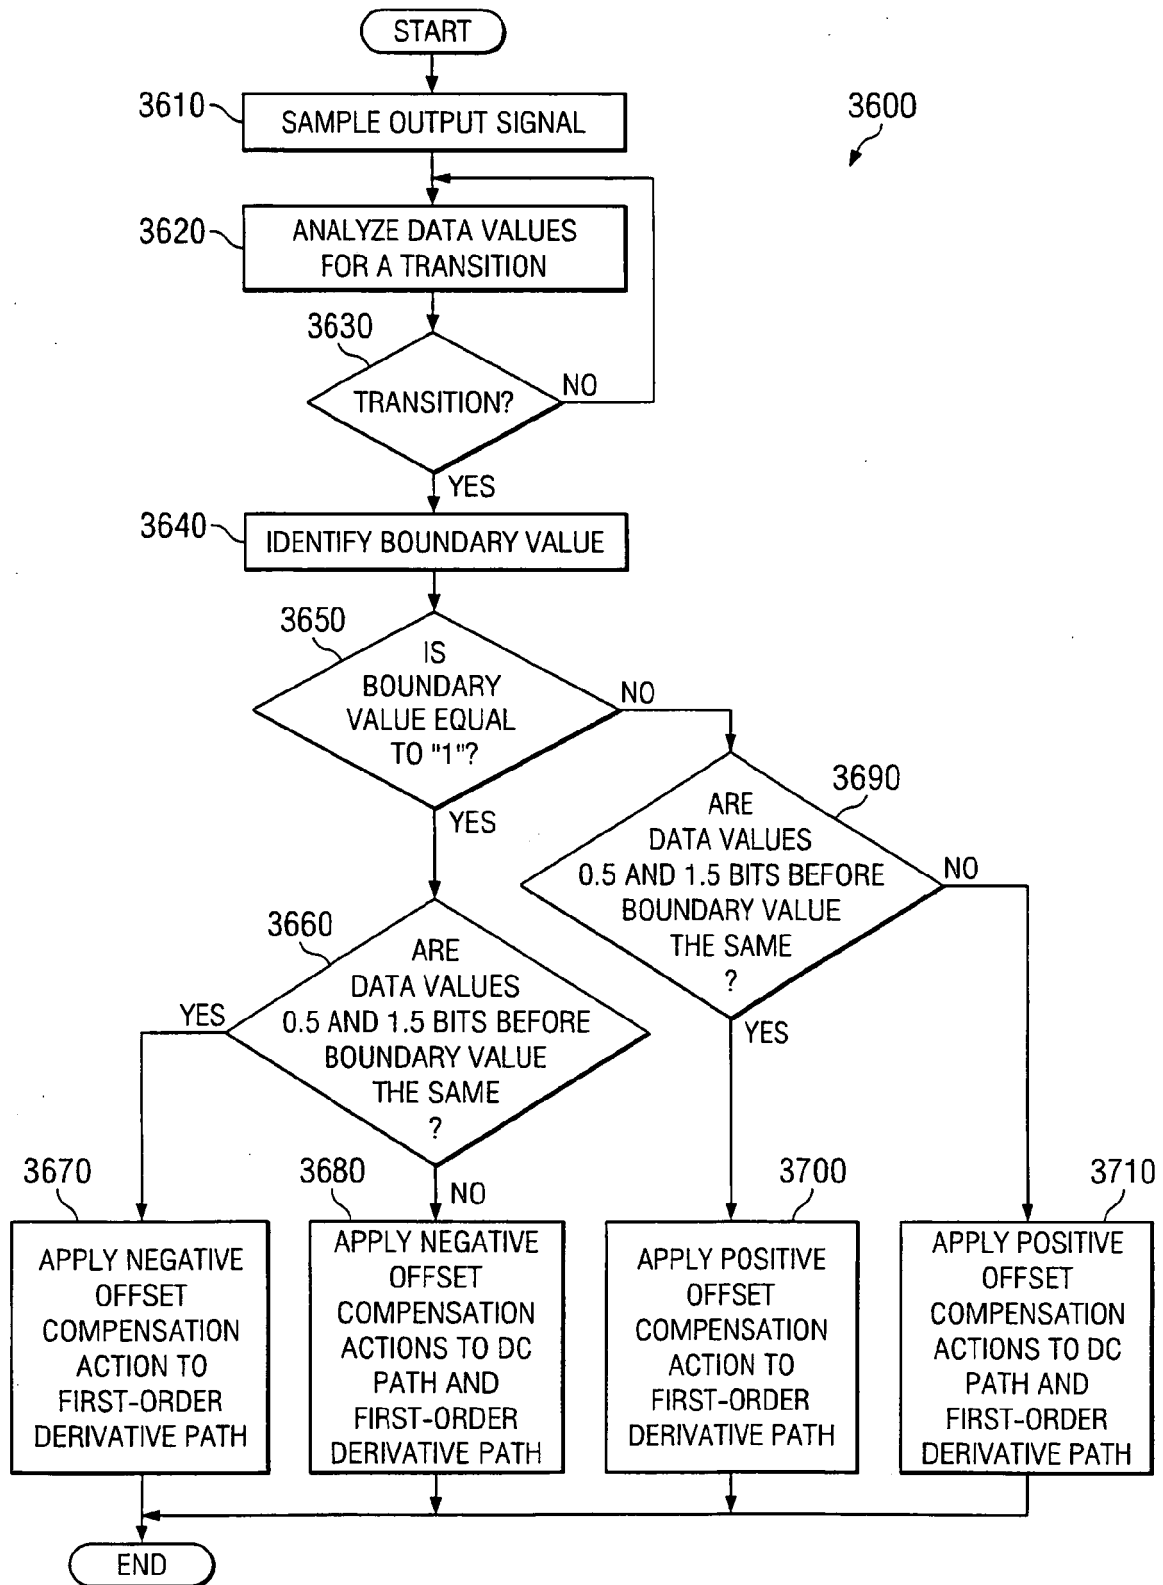 START
3610
SAMPLE OUTPUT SIGNAL
3600
3620
ANALYZE DATA VALUES
FOR A TRANSITION
3630
TRANSITION?
NO
YES
3640
IDENTIFY BOUNDARY VALUE
3650
IS
BOUNDARY
VALUE EQUAL
TO "1"?
NO
YES
3690
ARE
DATA VALUES
0.5 AND 1.5 BITS BEFORE
BOUNDARY VALUE
THE SAME
?
NO
YES
3660
ARE
DATA VALUES
0.5 AND 1.5 BITS BEFORE
BOUNDARY VALUE
THE SAME
?
YES
NO
3670
APPLY NEGATIVE
OFFSET
COMPENSATION
ACTION TO
FIRST-ORDER
DERIVATIVE PATH
3680
APPLY NEGATIVE
OFFSET
COMPENSATION
ACTIONS TO DC
PATH AND
FIRST-ORDER
DERIVATIVE PATH
3700
APPLY POSITIVE
OFFSET
COMPENSATION
ACTION TO
FIRST-ORDER
DERIVATIVE PATH
3710
APPLY POSITIVE
OFFSET
COMPENSATION
ACTIONS TO DC
PATH AND
FIRST-ORDER
DERIVATIVE PATH
END